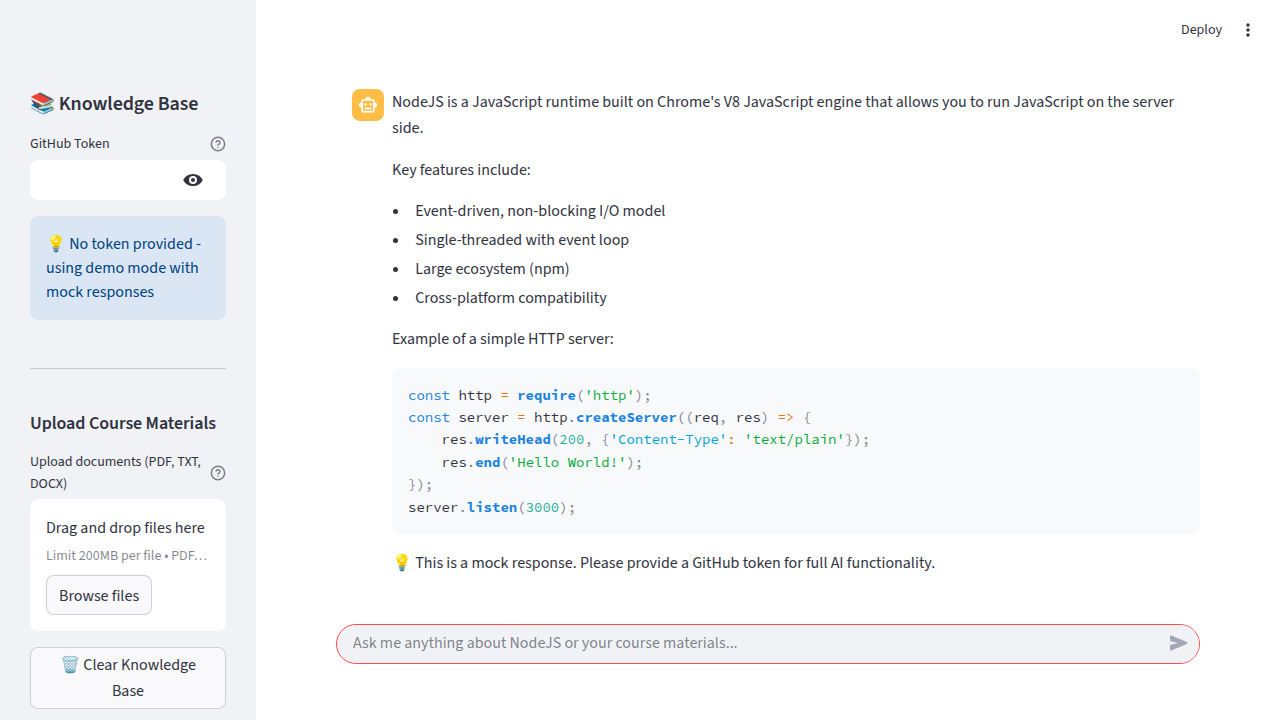 Deploy
📚 Knowledge Base
GitHub Token
💡 No token provided -
using demo mode with
mock responses
Upload Course Materials
Upload documents (PDF, TXT,
DOCX)
Drag and drop files here
Limit 200MB per file • PDF…
Browse files
🗑️ Clear Knowledge
Base
NodeJS is a JavaScript runtime built on Chrome's V8 JavaScript engine that allows you to run JavaScript on the server
side.
Key features include:
• Event-driven, non-blocking I/O model
• Single-threaded with event loop
• Large ecosystem (npm)
• Cross-platform compatibility
Example of a simple HTTP server:
const http = require('http');
const server = http.createServer((req, res) => {
    res.writeHead(200, {'Content-Type': 'text/plain'});
    res.end('Hello World!');
});
server.listen(3000);
💡 This is a mock response. Please provide a GitHub token for full AI functionality.
Ask me anything about NodeJS or your course materials...